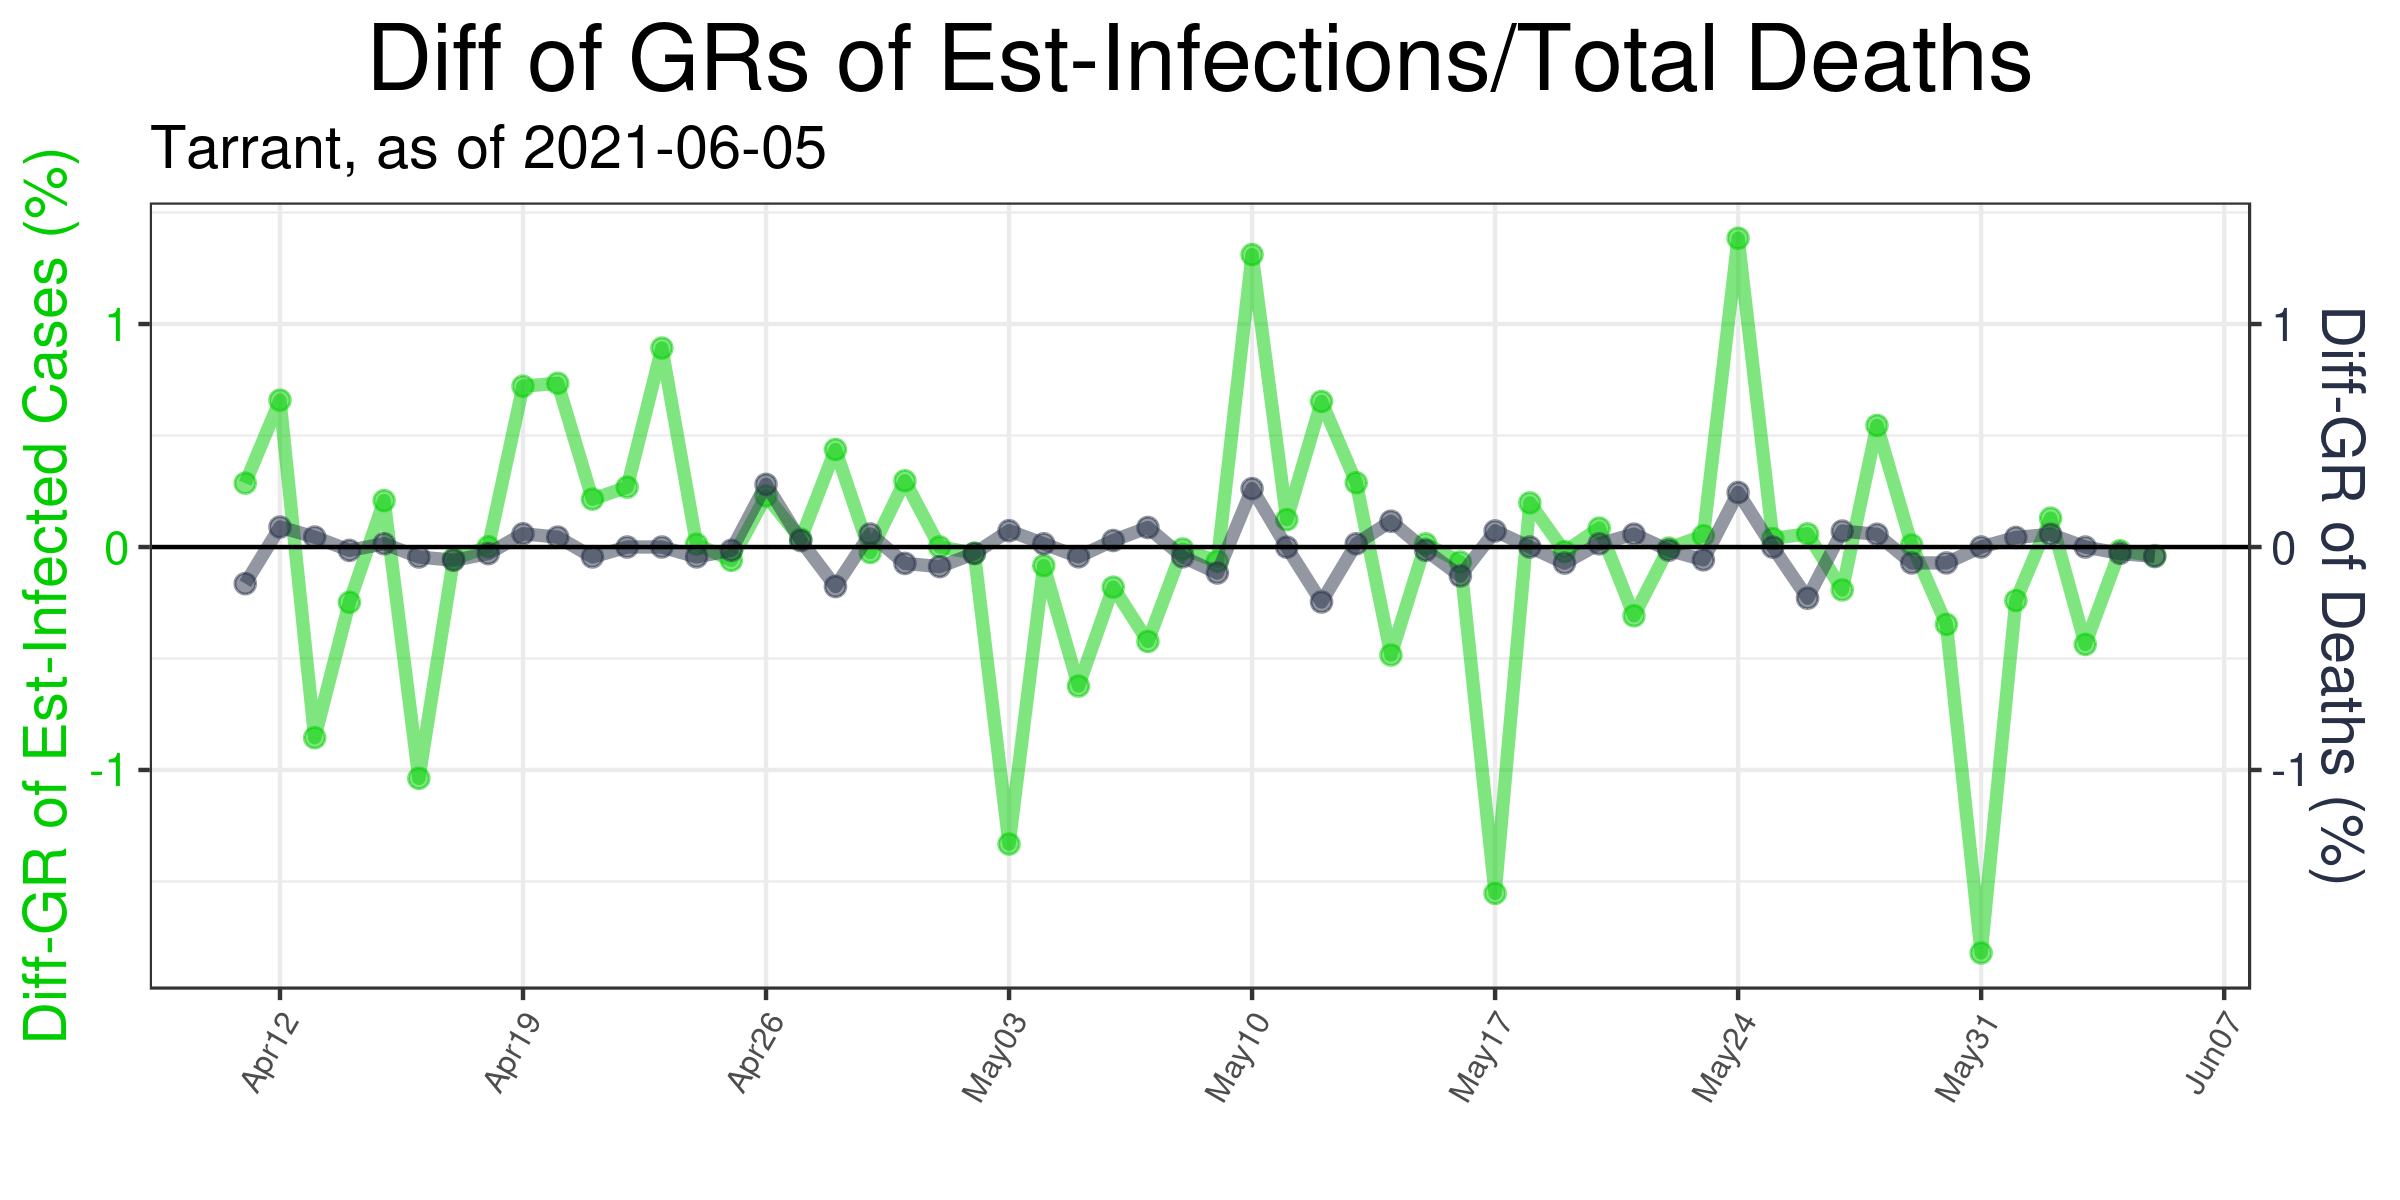 Diff of GRs of Est-Infections/Total Deaths
Tarrant, as of 2021-06-05
Diff-GR of Est-Infected Cases (%)
1
0
-1
1
0
-1
Diff-GR of Deaths (%)
Apr12
Apr19
Apr26
May03
May10
May17
May24
May31
Jun07